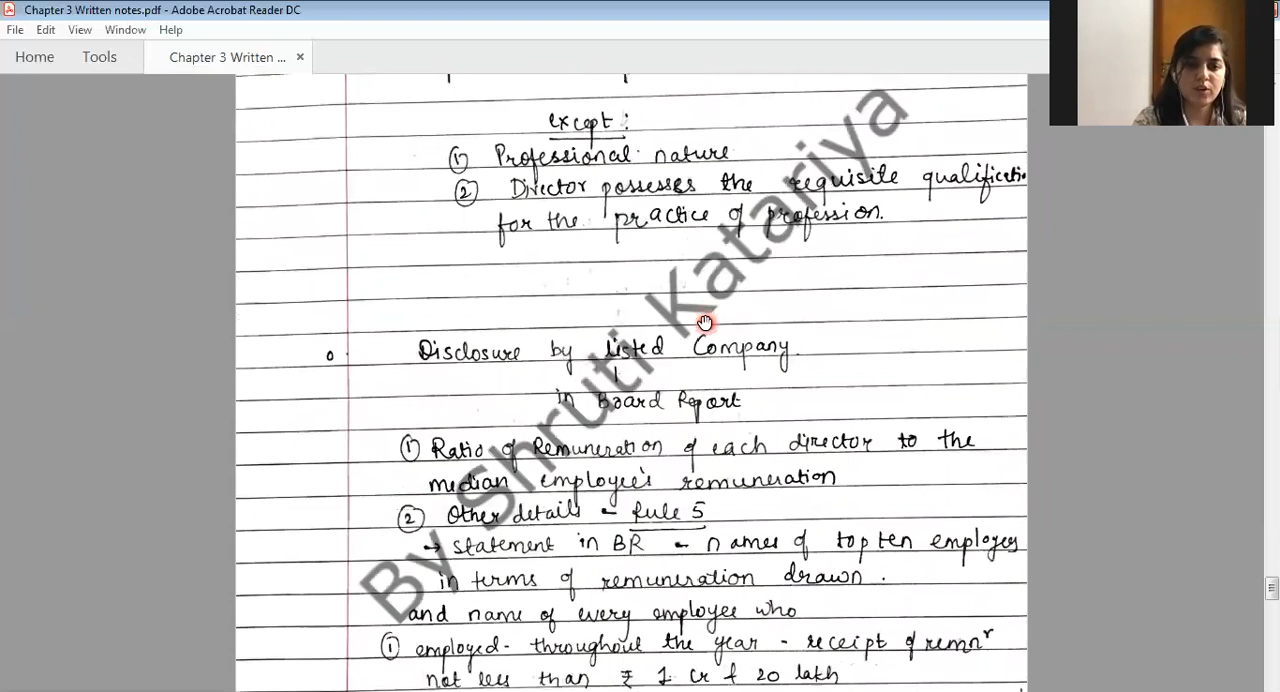 Chapter 3 Written notes.pdf - Adobe Acrobat Reader DC
File Edit View Window Help
Home Tools Chapter 3 Written ... ×
except :
① Professional nature
② Director possesses the requisite qualificatio
for the practice of profession.
Disclosure by listed Company.
in Board Report
① Ratio of Remuneration of each director to the
median employee's remuneration
② Other details - Rule 5
→ statement in BR - names of top ten employees
in terms of remuneration drawn.
and name of every employee who
① employed - throughout the year - receipt of remnʳ
not less than ₹ 1 cr & 20 lakh
By Shruti Katariya